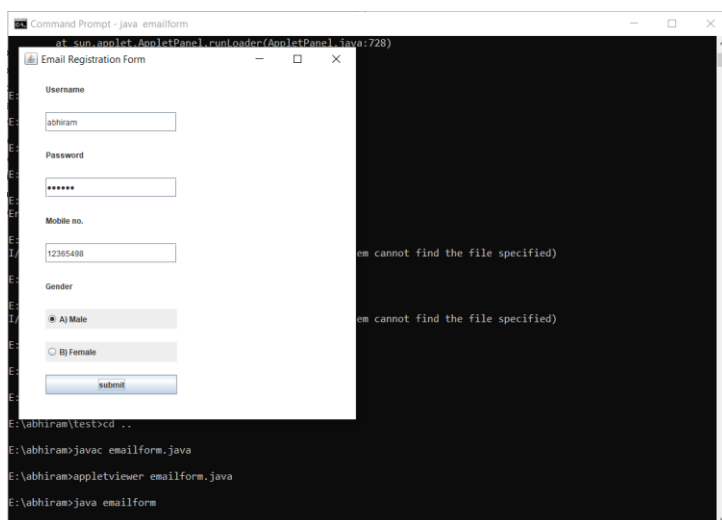 Command Prompt - java emailform
at sun.applet.AppletPanel.runLoader(AppletPanel.java:728)
Email Registration Form
Username
abhiram
Password
••••••
Mobile no.
12365498
em cannot find the file specified)
Gender
A) Male
em cannot find the file specified)
B) Female
submit
E:\abhiram\test>cd ..
E:\abhiram>javac emailform.java
E:\abhiram>appletviewer emailform.java
E:\abhiram>java emailform